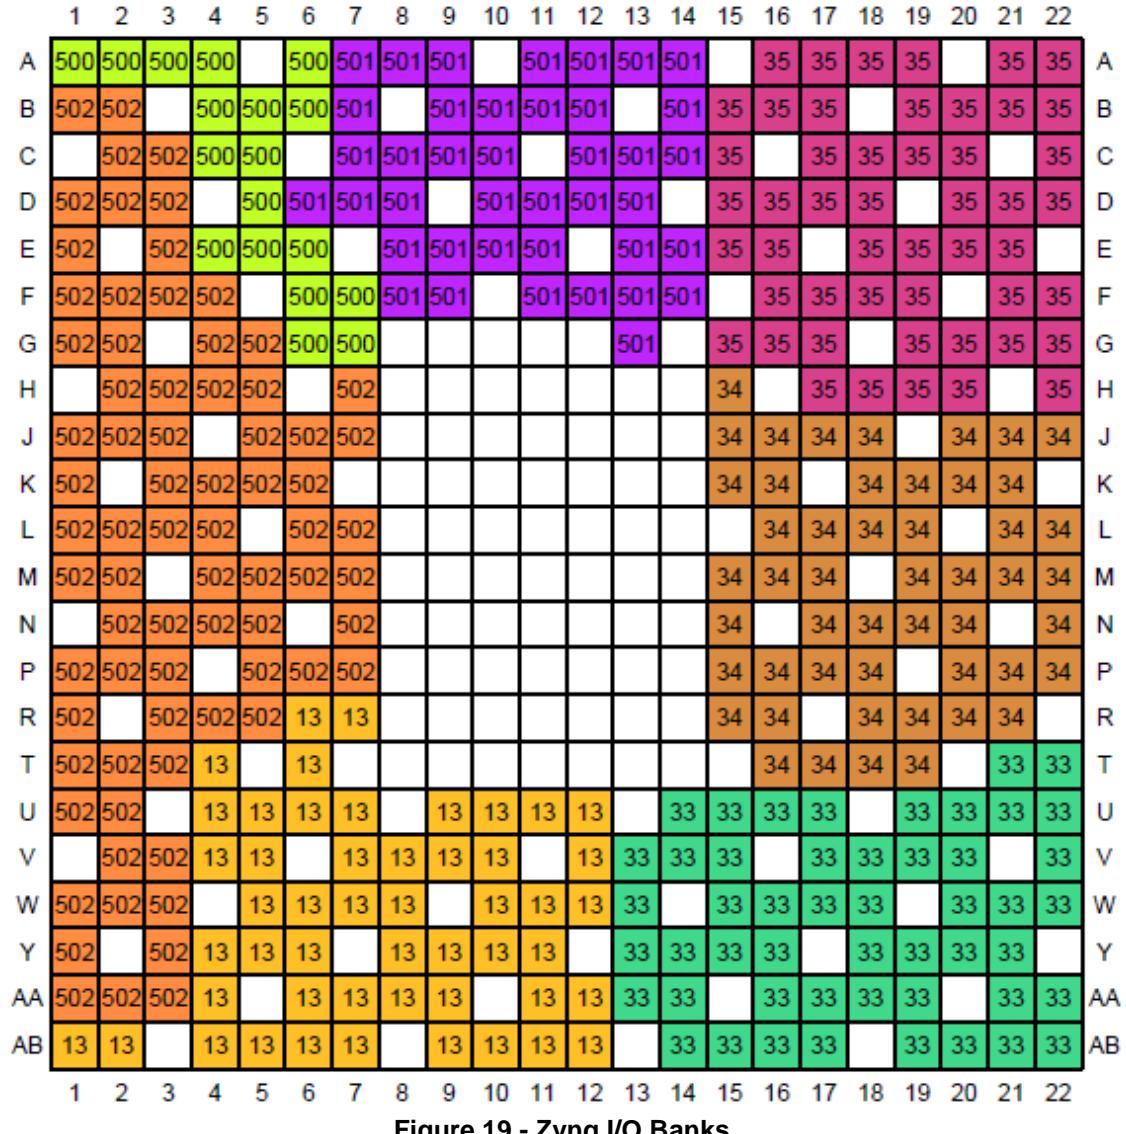 1 2 3 4 5 6 7 8 9 10 11 12 13 14 15 16 17 18 19 20 21 22
A 500 500 500 500 500 501 501 501 501 501 501 501 35 35 35 35 35 35 A
B 502 502 500 500 500 501 501 501 501 501 501 35 35 35 35 35 35 35 B
C 502 502 500 500 501 501 501 501 501 501 501 35 35 35 35 35 35 C
D 502 502 502 500 501 501 501 501 501 501 501 35 35 35 35 35 35 35 D
E 502 502 500 500 500 501 501 501 501 501 501 35 35 35 35 35 35 E
F 502 502 502 502 500 500 501 501 501 501 501 501 35 35 35 35 35 35 F
G 502 502 502 502 500 500 501 35 35 35 35 35 35 35 G
H 502 502 502 502 502 34 35 35 35 35 35 H
J 502 502 502 502 502 502 34 34 34 34 34 34 34 J
K 502 502 502 502 502 34 34 34 34 34 34 K
L 502 502 502 502 502 502 34 34 34 34 34 34 L
M 502 502 502 502 502 502 34 34 34 34 34 34 34 M
N 502 502 502 502 502 34 34 34 34 34 34 N
P 502 502 502 502 502 502 34 34 34 34 34 34 34 P
R 502 502 502 502 13 13 34 34 34 34 34 34 R
T 502 502 502 13 13 34 34 34 34 33 33 T
U 502 502 13 13 13 13 13 13 13 13 33 33 33 33 33 33 33 33 U
V 502 502 13 13 13 13 13 13 13 33 33 33 33 33 33 33 33 V
W 502 502 502 13 13 13 13 13 13 13 33 33 33 33 33 33 33 33 W
Y 502 502 13 13 13 13 13 13 13 33 33 33 33 33 33 33 33 Y
AA 502 502 502 13 13 13 13 13 13 13 33 33 33 33 33 33 33 33 AA
AB 13 13 13 13 13 13 13 13 13 13 33 33 33 33 33 33 33 33 AB
1 2 3 4 5 6 7 8 9 10 11 12 13 14 15 16 17 18 19 20 21 22
Figure 19 - Zynq I/O Banks